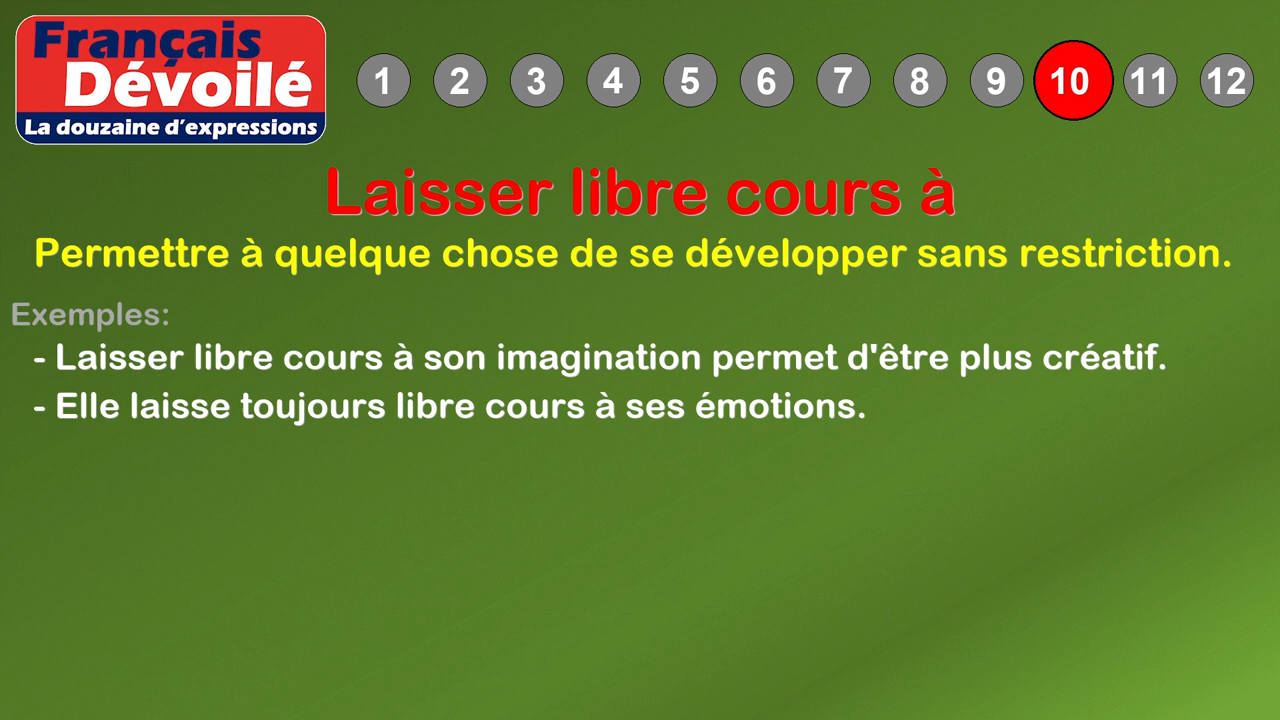 Français
Dévoilé
La douzaine d'expressions
1 2 3 4 5 6 7 8 9 10 11 12
Laisser libre cours à
Permettre à quelque chose de se développer sans restriction.
Exemples:
- Laisser libre cours à son imagination permet d'être plus créatif.
- Elle laisse toujours libre cours à ses émotions.